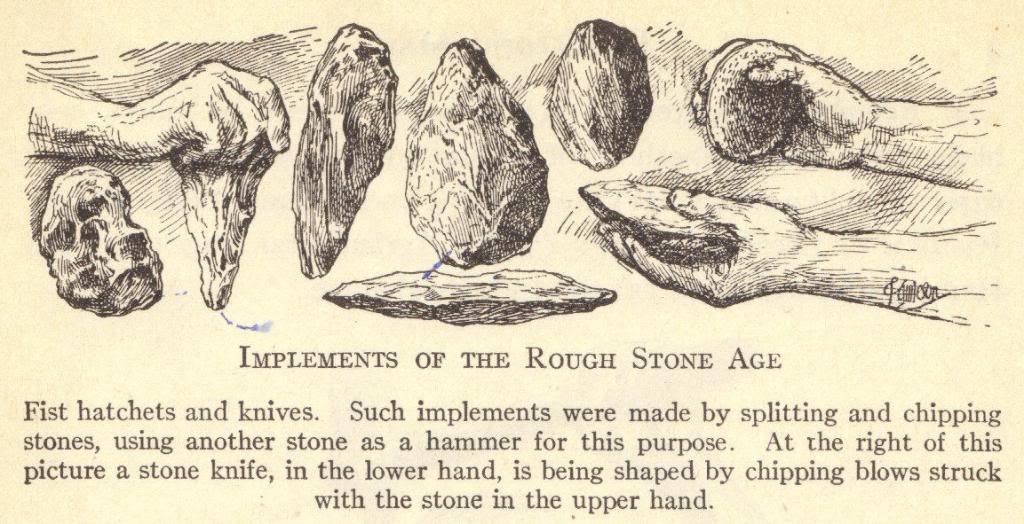 IMPLEMENTS OF THE ROUGH STONE AGE
Fist hatchets and knives. Such implements were made by splitting and chipping
stones, using another stone as a hammer for this purpose. At the right of this
picture a stone knife, in the lower hand, is being shaped by chipping blows struck
with the stone in the upper hand.